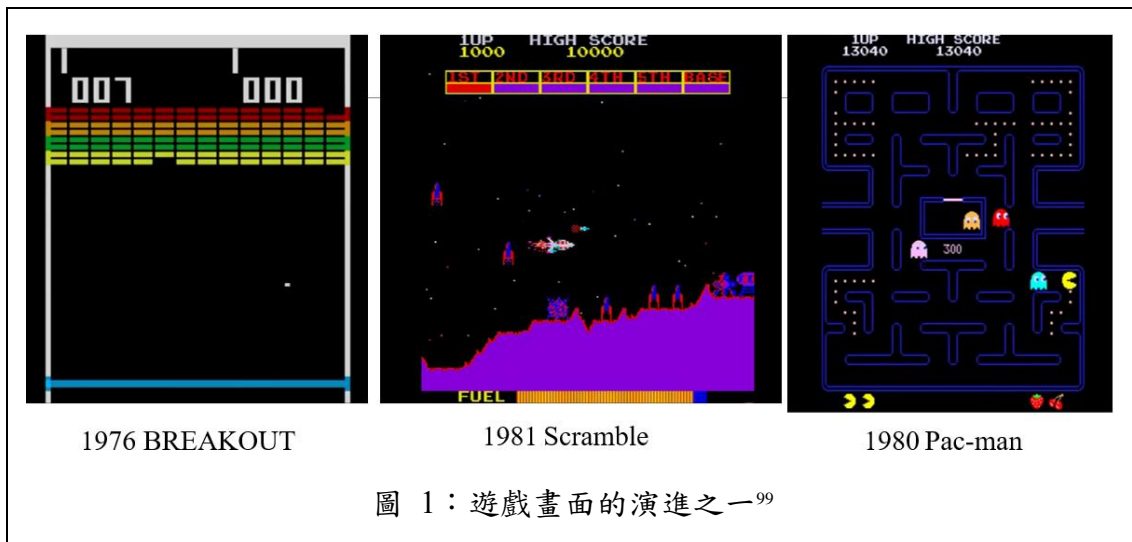 007 000
1UP HIGH SCORE
1000 10000
1ST 2ND 3RD 4TH 5TH BASE
300
FUEL
1UP HIGH SCORE
13040 13040
300
1976 BREAKOUT
1981 Scramble
1980 Pac-man
圖 1：遊戲畫面的演進之一99